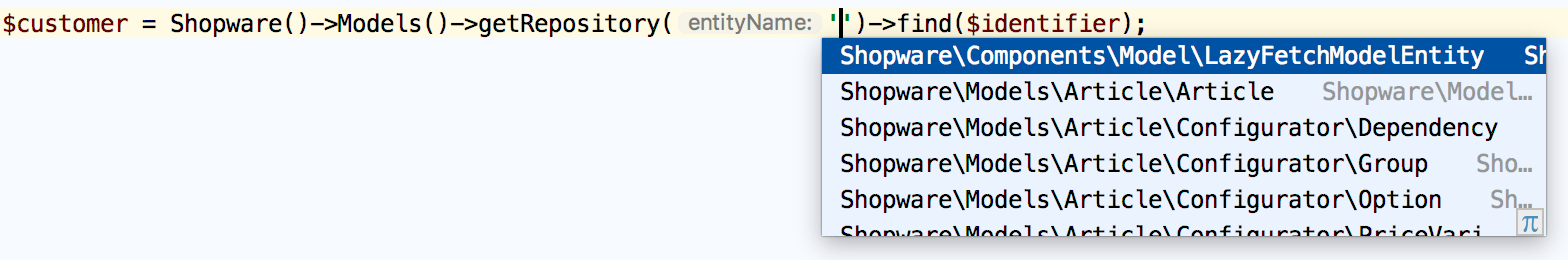 $customer = Shopware()->Models()->getRepository( entityName: '')->find($identifier);
Shopware\Components\Model\LazyFetchModelEntity Sh
Shopware\Models\Article\Article Shopware\Model…
Shopware\Models\Article\Configurator\Dependency
Shopware\Models\Article\Configurator\Group Sho…
Shopware\Models\Article\Configurator\Option Sh…
Shopware\Models\Article\Configurator\PriceVari
π